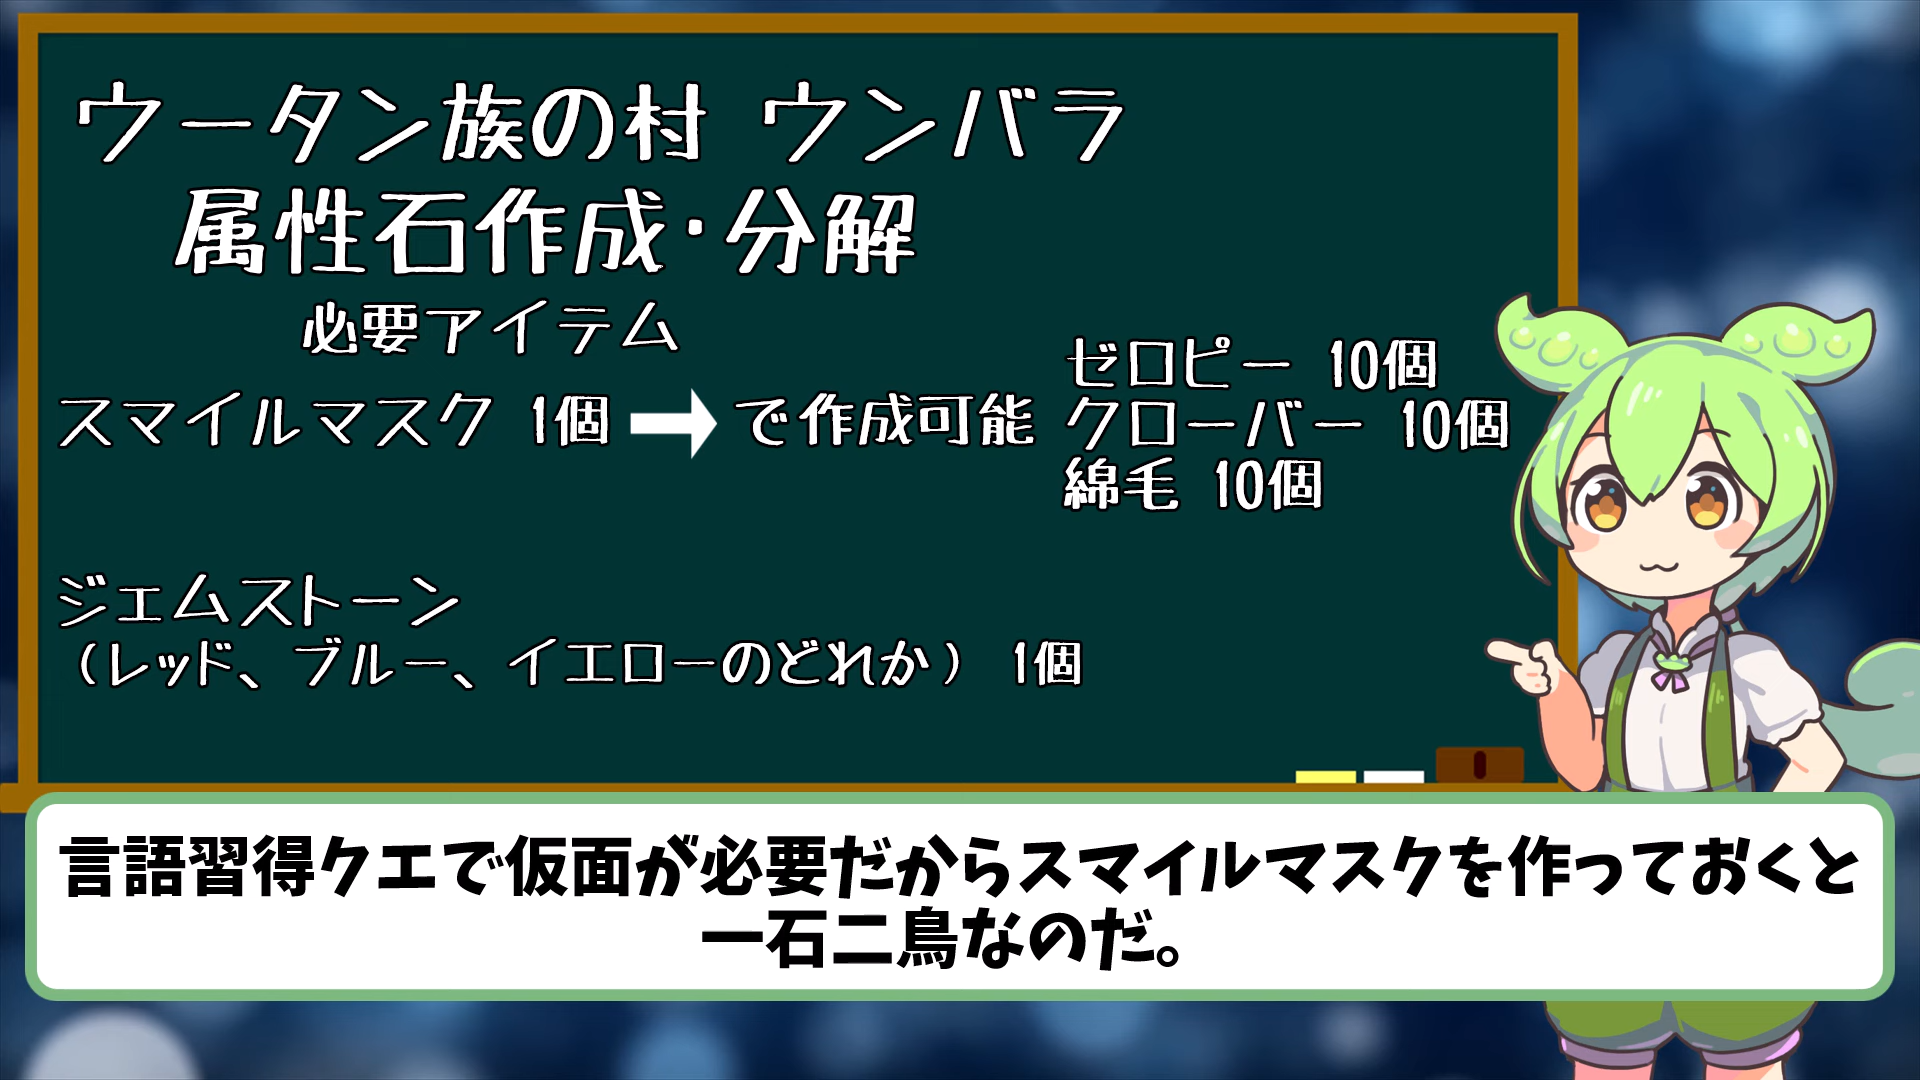 ウータン族の村 ウンバラ
属性石作成・分解
必要アイテム
スマイルマスク 1個 ➡ で作成可能
ゼロピー 10個
クローバー 10個
綿毛 10個
ジェムストーン
（レッド、ブルー、イエローのどれか） 1個
言語習得クエで仮面が必要だからスマイルマスクを作っておくと
一石二鳥なのだ。